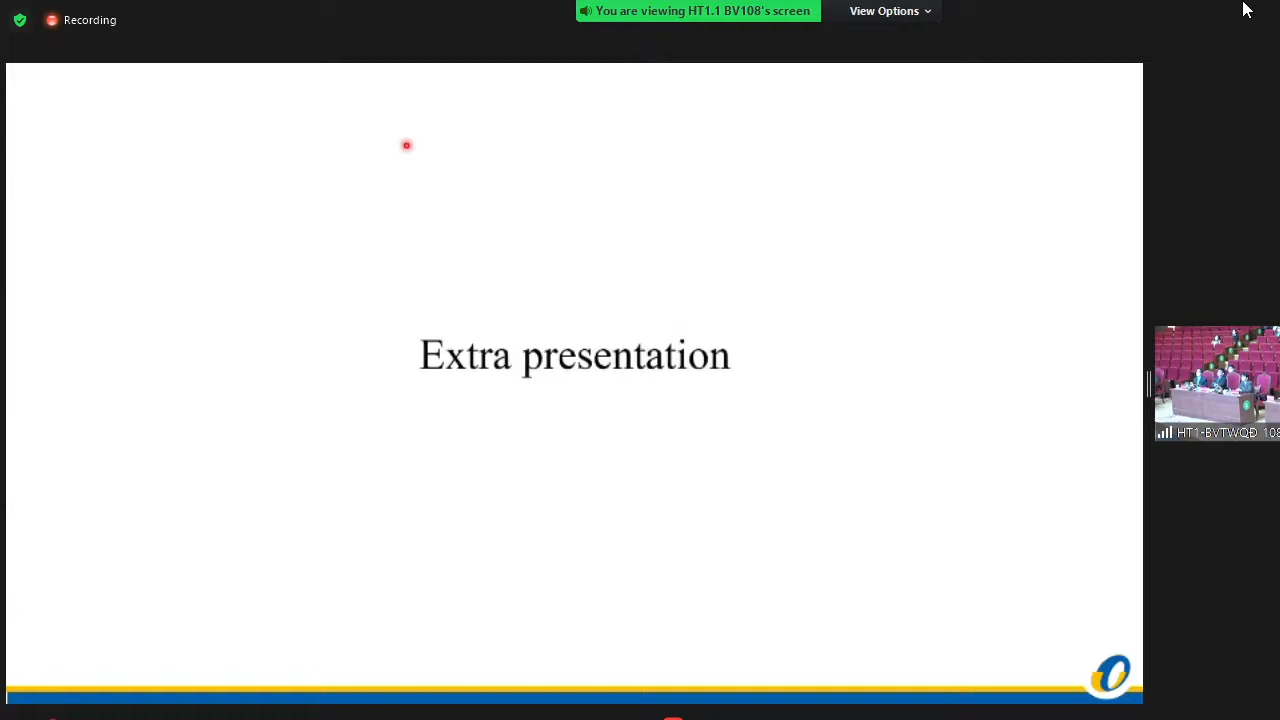 Recording
You are viewing HT1.1 BV108's screen
View Options
Extra presentation
HT1-BVTWQĐ 108